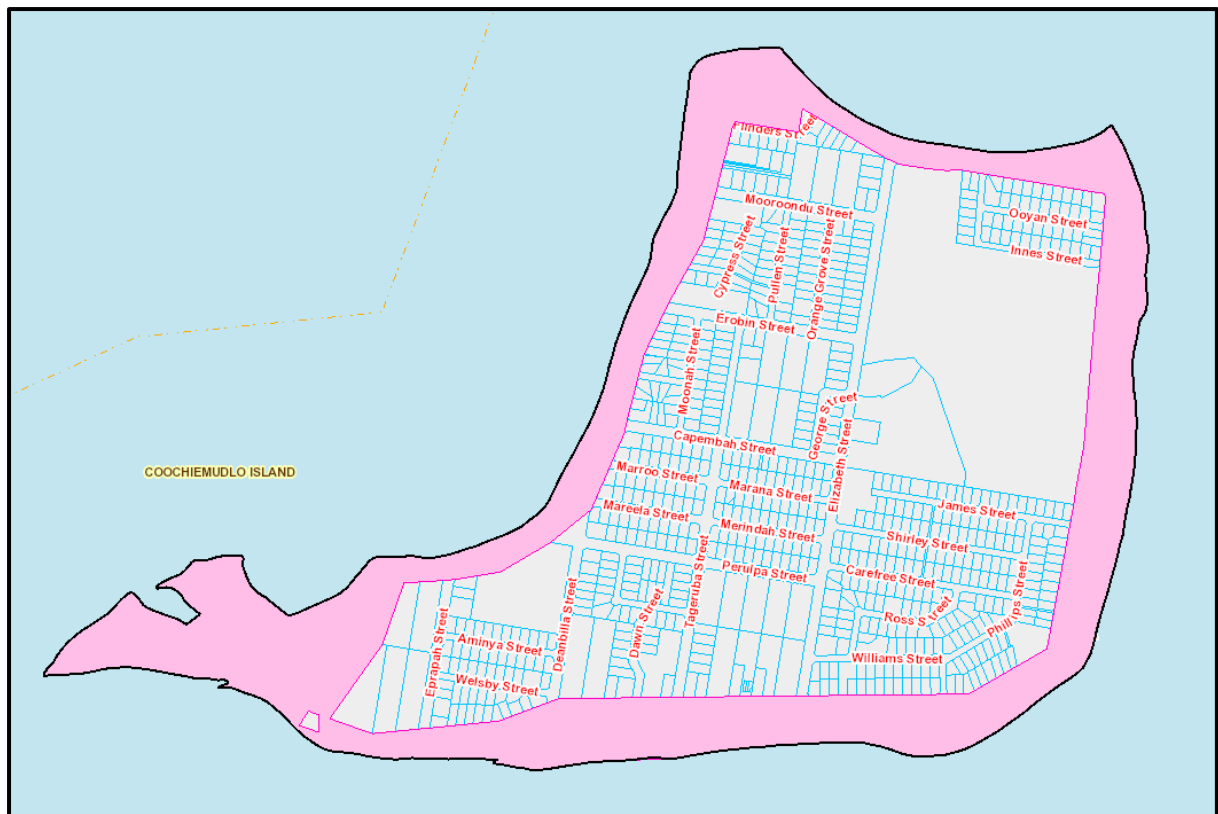 Flinders Street
Mooroondu Street
Ooyan Street
Innes Street
Cypress Street
Pullen Street
Orange Grove Street
Erobin Street
Moonah Street
George Street
Capembah Street
Elizabeth Street
COOCHIEMUDLO ISLAND
Marroo Street
Marana Street
James Street
Mareela Street
Merindah Street
Shirley Street
Perulpa Street
Carefree Street
Tageruba Street
Dawn Street
Deanbilla Street
Ross Street
Phillips Street
Aminya Street
Eprapah Street
Williams Street
Welsby Street